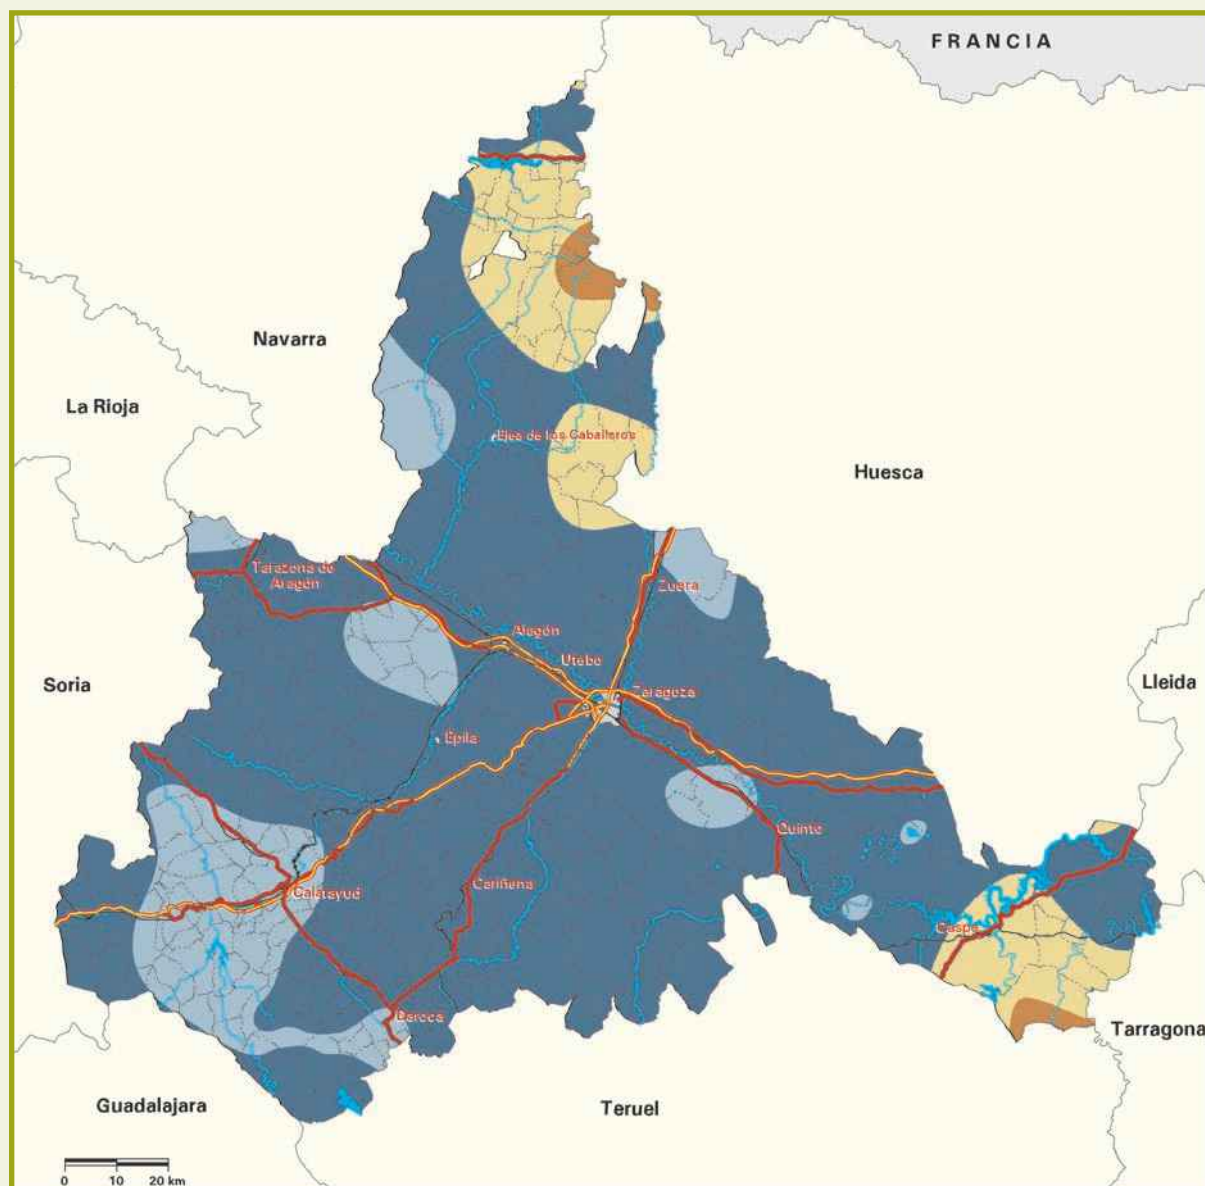 FRANCIA
Navarra
La Rioja
Ejea de los Caballeros
Huesca
Tarazona de
Aragón
Zuera
Alagón
Utebo
Soria
Zaragoza
Lleida
Épila
Quinto
Calatayud
Cariñena
Caspe
Daroca
Tarragona
Guadalajara
Teruel
0 10 20 km